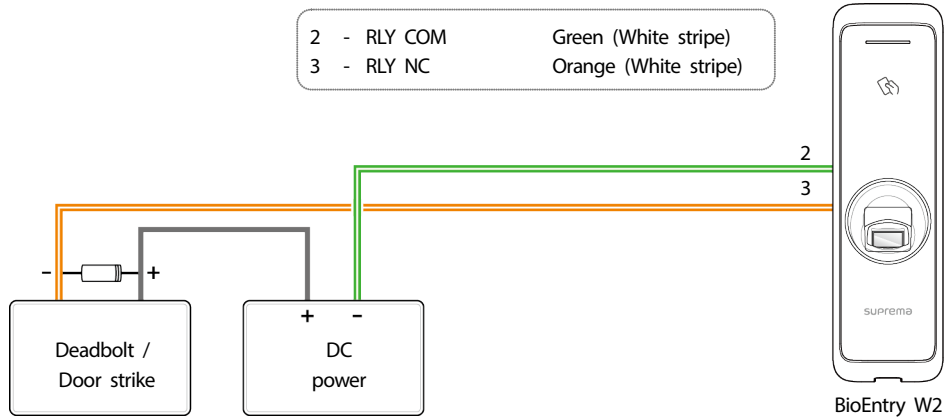 2 - RLY COM Green (White stripe)
3 - RLY NC Orange (White stripe)
2
3
- +
+ -
Deadbolt /
Door strike
DC
power
suprema
BioEntry W2